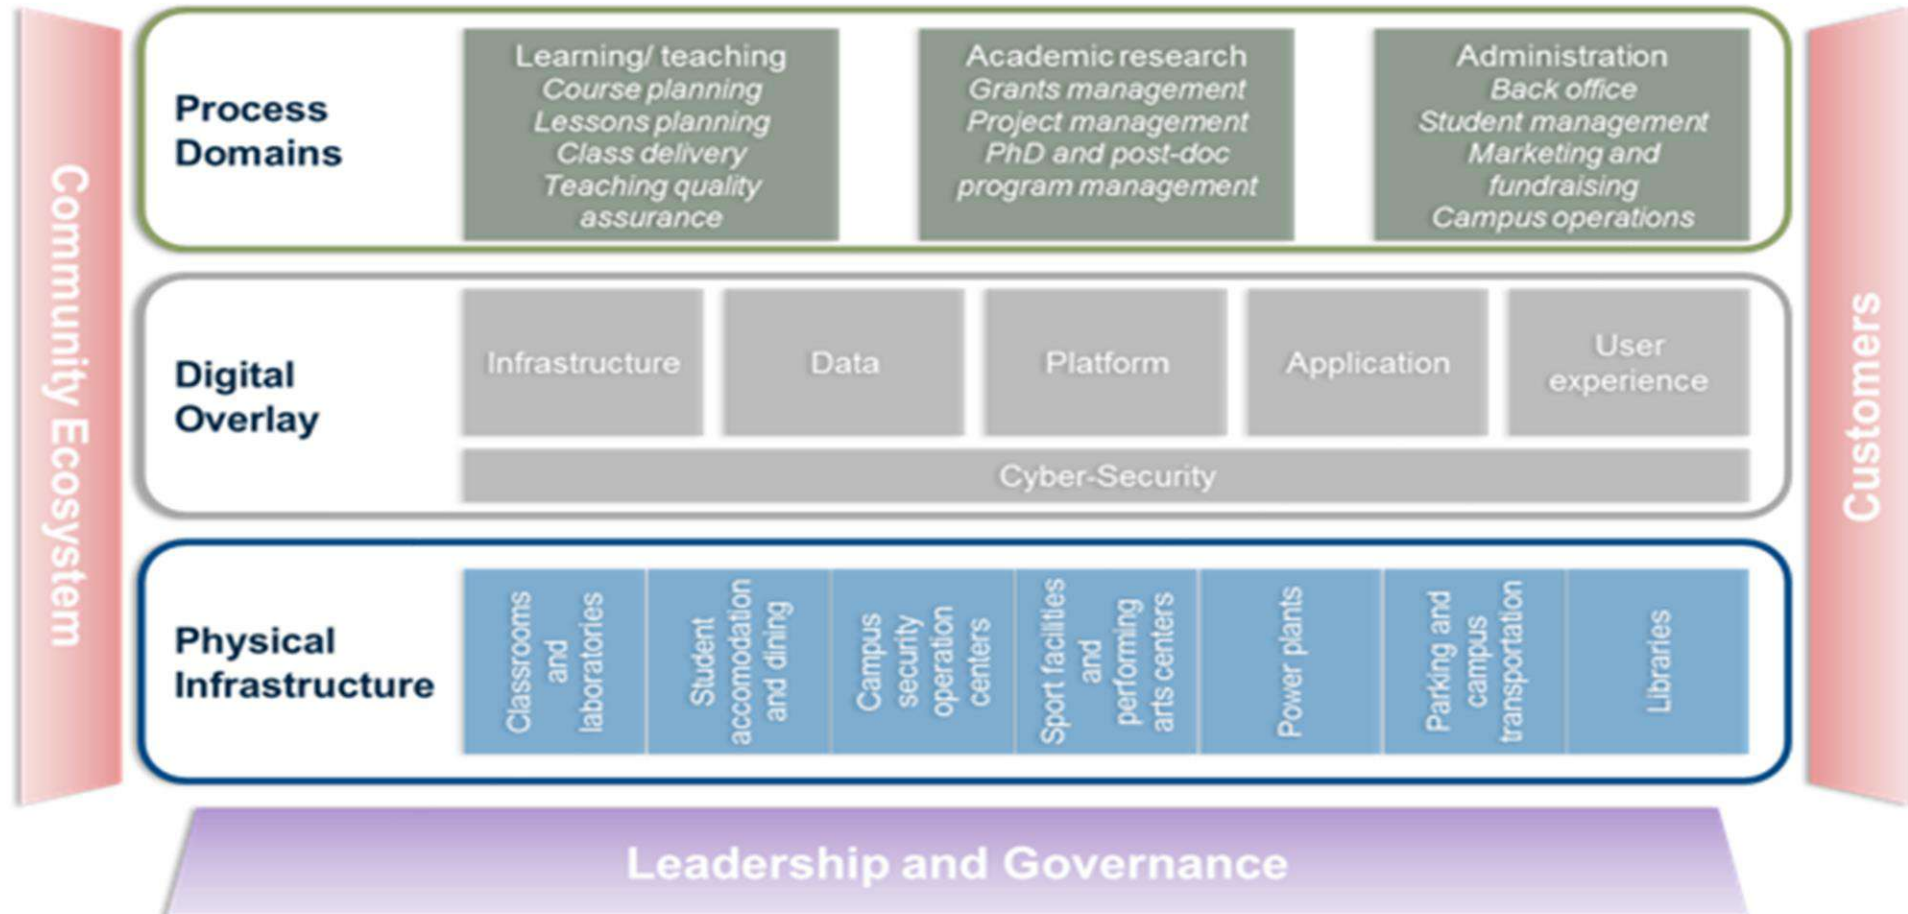 Community Ecosystem
Process
Domains
Learning/ teaching
Course planning
Lessons planning
Class delivery
Teaching quality
assurance
Academic research
Grants management
Project management
PhD and post-doc
program management
Administration
Back office
Student management
Marketing and
fundraising
Campus operations
Digital
Overlay
Infrastructure
Data
Platform
Application
User
experience
Cyber-Security
Physical
Infrastructure
Classrooms
and
laboratories
Student
accomodation
and dining
Campus
security
operation
centers
Sport facilities
and
performing
arts centers
Power plants
Parking and
campus
transportation
Libraries
Customers
Leadership and Governance